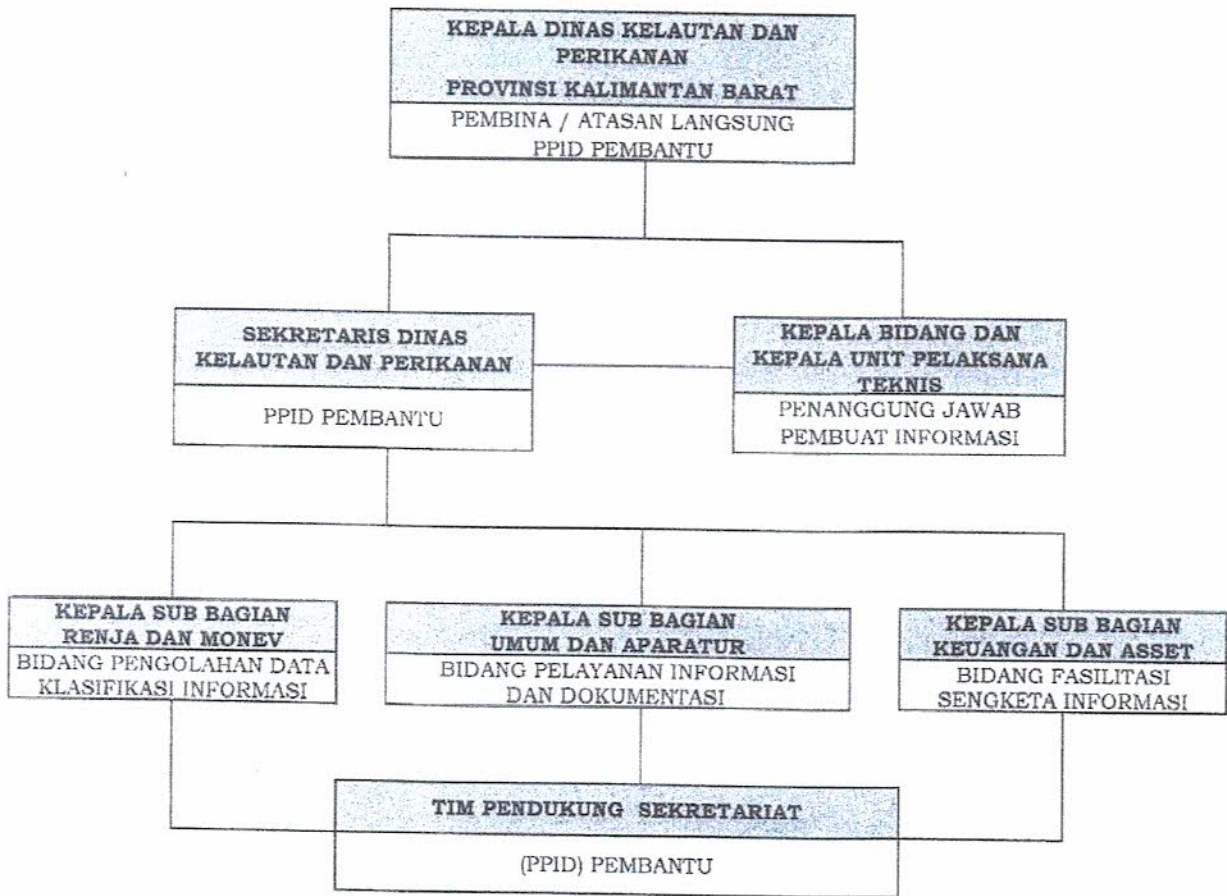 KEPALA DINAS KELAUTAN DAN
PERIKANAN
PROVINSI KALIMANTAN BARAT
PEMBINA / ATASAN LANGSUNG
PPID PEMBANTU
SEKRETARIS DINAS
KELAUTAN DAN PERIKANAN
PPID PEMBANTU
KEPALA BIDANG DAN
KEPALA UNIT PELAKSANA
TEKNIS
PENANGGUNG JAWAB
PEMBUAT INFORMASI
KEPALA SUB BAGIAN
RENJA DAN MONEV
BIDANG PENGOLAHAN DATA
KLASIFIKASI INFORMASI
KEPALA SUB BAGIAN
UMUM DAN APARATUR
BIDANG PELAYANAN INFORMASI
DAN DOKUMENTASI
KEPALA SUB BAGIAN
KEUANGAN DAN ASSET
BIDANG FASILITASI
SENGKETA INFORMASI
TIM PENDUKUNG SEKRETARIAT
(PPID) PEMBANTU